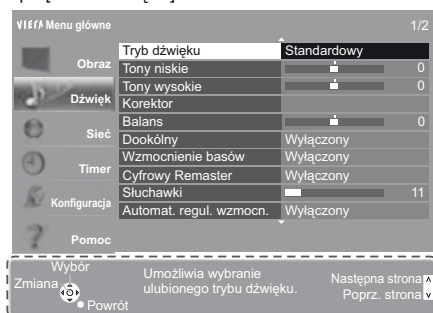 VIErA Menu główne 1/2
Obraz
Dźwięk
Sieć
Timer
Konfiguracja
Pomoc
Tryb dźwięku Standardowy
Tony niskie 0
Tony wysokie 0
Korektor
Balans 0
Dookólny Wyłączony
Wzmocnienie basów Wyłączony
Cyfrowy Remaster Wyłączony
Słuchawki 11
Automat. regul. wzmocn. Wyłączony
Wybór
Zmiana
Powrót
Umożliwia wybranie
ulubionego trybu dźwięku.
Następna strona
Poprz. strona